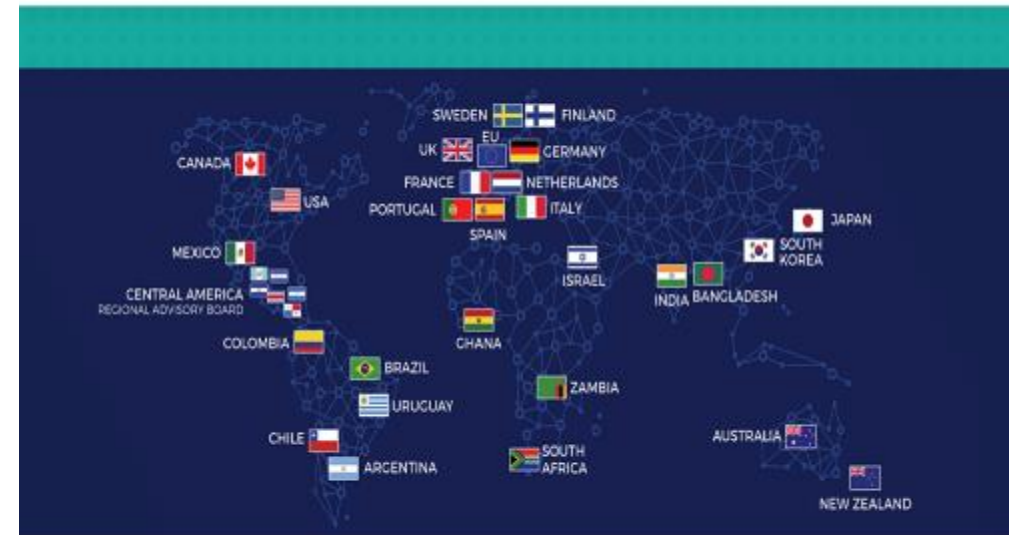 SWEDEN
FINLAND
EU
UK
GERMANY
CANADA
FRANCE
NETHERLANDS
USA
PORTUGAL
ITALY
SPAIN
JAPAN
SOUTH
KOREA
MEXICO
ISRAEL
INDIA
BANGLADESH
CENTRAL AMERICA
REGIONAL ADVISORY BOARD
COLOMBIA
GHANA
BRAZIL
ZAMBIA
URUGUAY
CHILE
ARGENTINA
SOUTH
AFRICA
AUSTRALIA
NEW ZEALAND